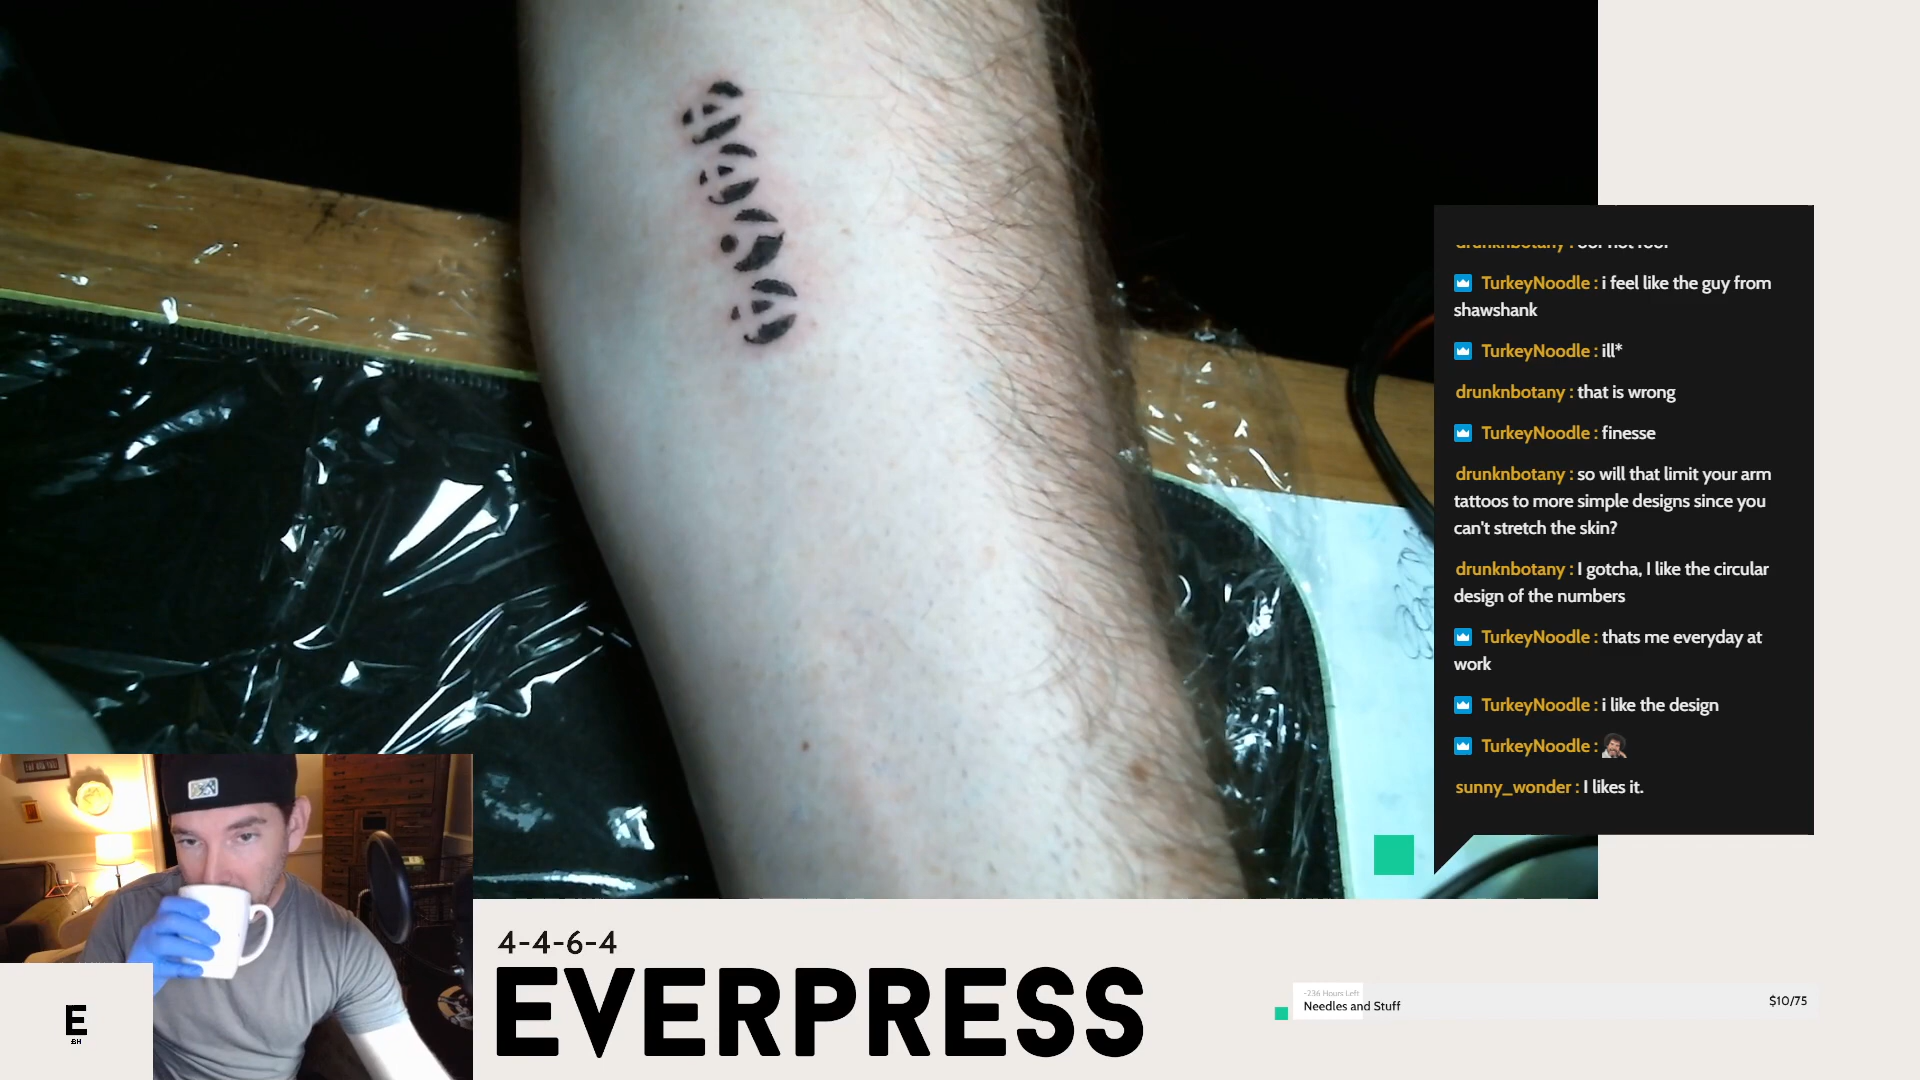 TurkeyNoodle : i feel like the guy from
shawshank
TurkeyNoodle : ill*
drunknbotany : that is wrong
TurkeyNoodle : finesse
drunknbotany : so will that limit your arm
tattoos to more simple designs since you
can't stretch the skin?
drunknbotany : I gotcha, I like the circular
design of the numbers
TurkeyNoodle : thats me everyday at
work
TurkeyNoodle : i like the design
TurkeyNoodle :
sunny_wonder : I likes it.
4-4-6-4
EVERPRESS
E
-236 Hours Left
Needles and Stuff
$10/75